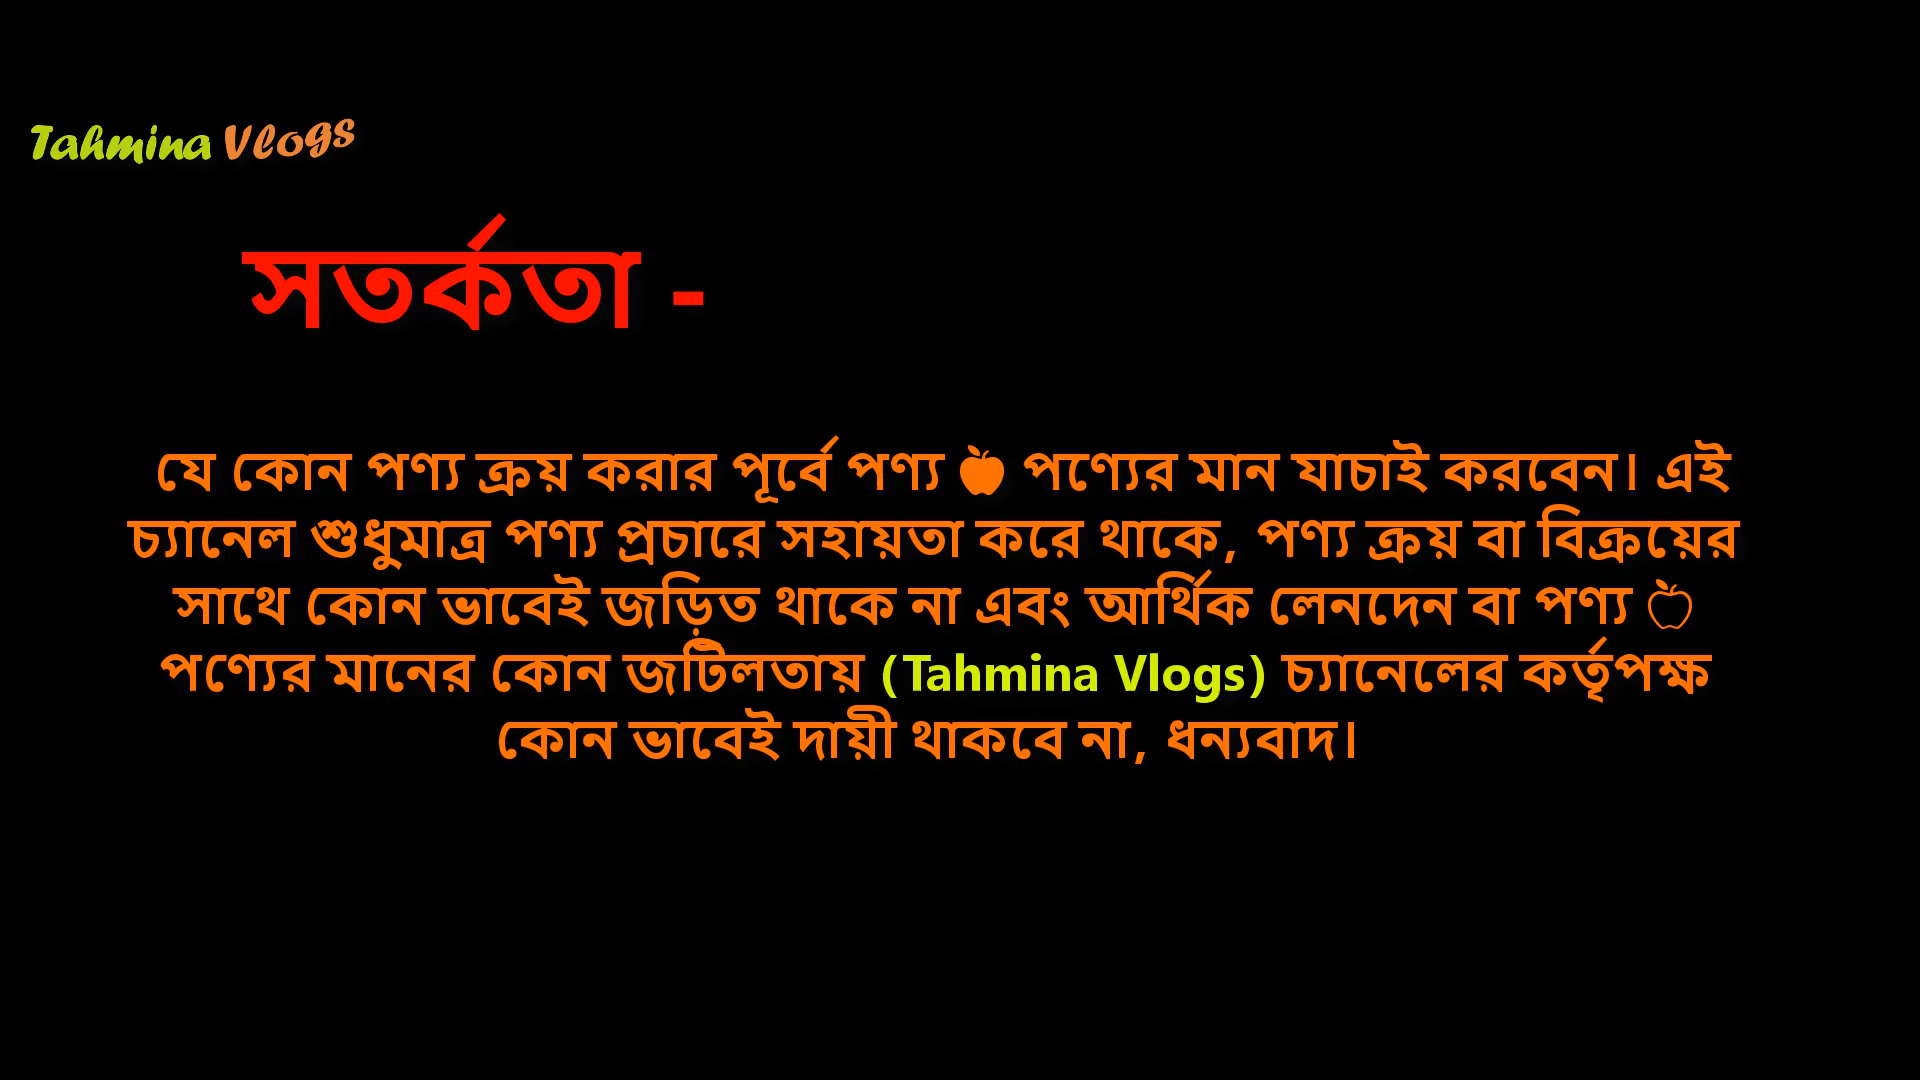 Tahmina Vlogs
সতর্কতা -
যে কোন পণ্য ক্রয় করার পূর্বে পণ্য 🍎 পণ্যের মান যাচাই করবেন। এই
চ্যানেল শুধুমাত্র পণ্য প্রচারে সহায়তা করে থাকে, পণ্য ক্রয় বা বিক্রয়ের
সাথে কোন ভাবেই জড়িত থাকে না এবং আর্থিক লেনদেন বা পণ্য 🍎
পণ্যের মানের কোন জটিলতায় (Tahmina Vlogs) চ্যানেলের কর্তৃপক্ষ
কোন ভাবেই দায়ী থাকবে না, ধন্যবাদ।